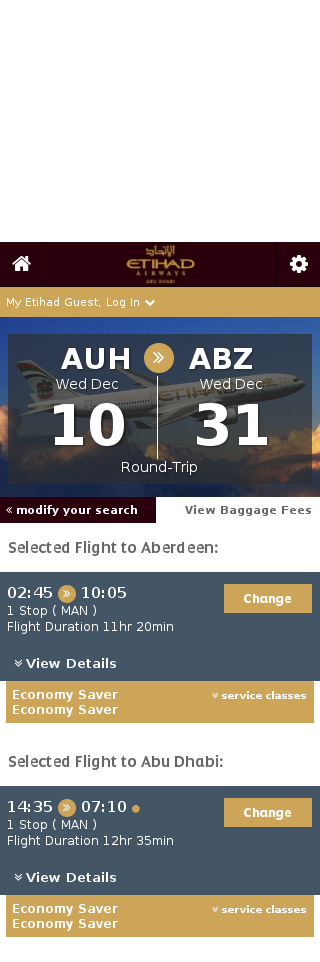 الإتحاد
ETIHAD
AIRWAYS
ABU DHABI
My Etihad Guest, Log In
AUH ABZ
Wed Dec Wed Dec
10 31
Round-Trip
« modify your search View Baggage Fees
Selected Flight to Aberdeen:
02:45 10:05 Change
1 Stop ( MAN )
Flight Duration 11hr 20min
View Details
Economy Saver service classes
Economy Saver
Selected Flight to Abu Dhabi:
14:35 07:10 Change
1 Stop ( MAN )
Flight Duration 12hr 35min
View Details
Economy Saver service classes
Economy Saver